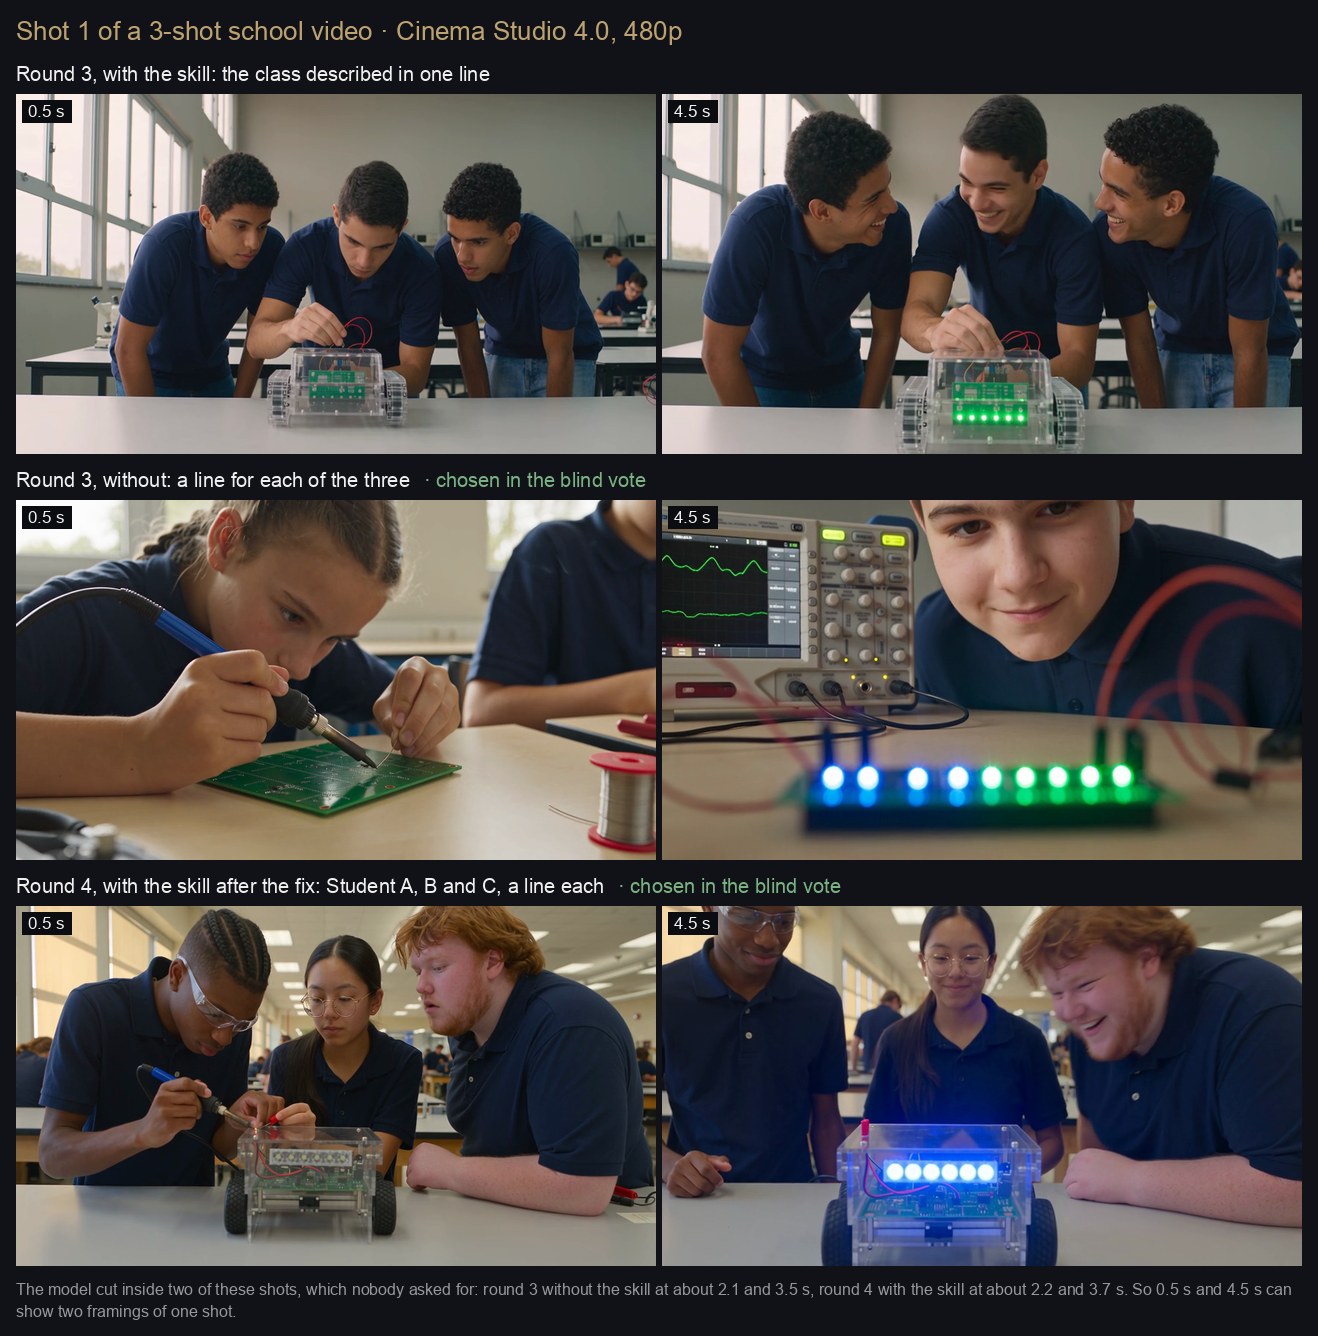 Shot 1 of a 3-shot school video · Cinema Studio 4.0, 480p
Round 3, with the skill: the class described in one line
0.5 s
4.5 s
Round 3, without: a line for each of the three · chosen in the blind vote
0.5 s
4.5 s
Round 4, with the skill after the fix: Student A, B and C, a line each · chosen in the blind vote
0.5 s
4.5 s
The model cut inside two of these shots, which nobody asked for: round 3 without the skill at about 2.1 and 3.5 s, round 4 with the skill at about 2.2 and 3.7 s. So 0.5 s and 4.5 s can
show two framings of one shot.